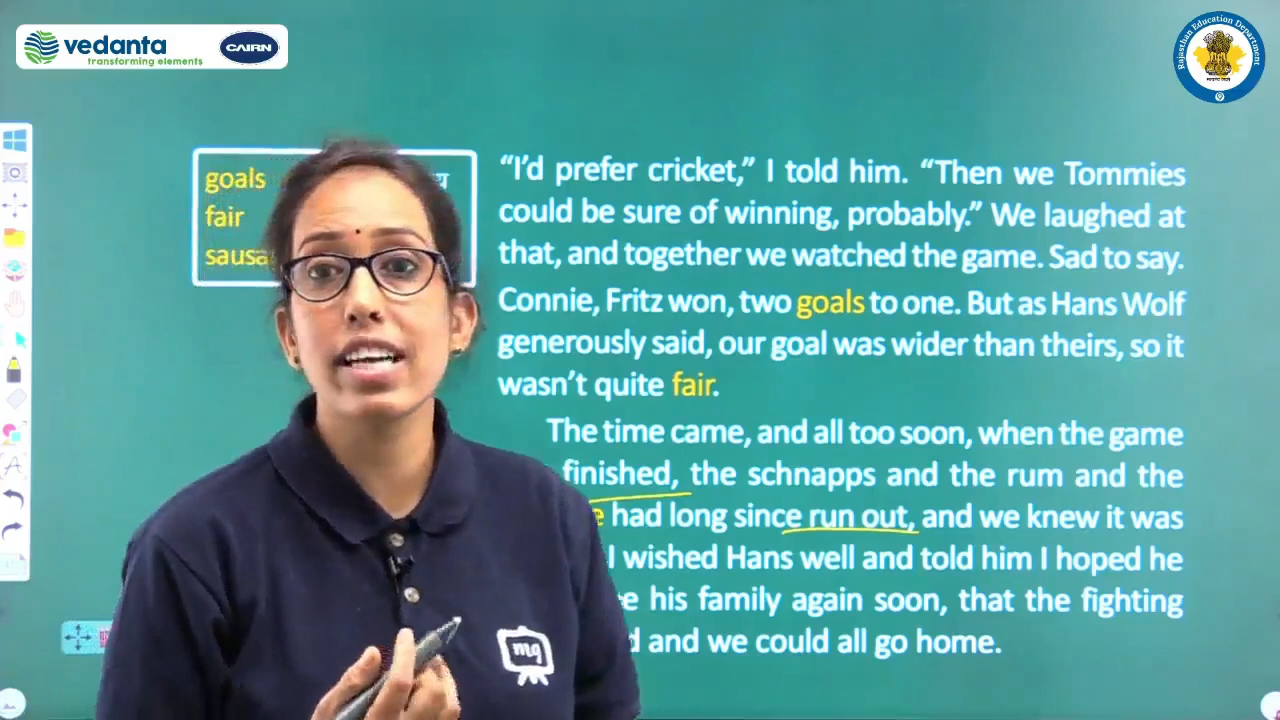 vedanta
transforming elements
CAIRN
Rajasthan Education Department
goals
fair
“I’d prefer cricket,” I told him. “Then we Tommies
could be sure of winning, probably.” We laughed at
that, and together we watched the game. Sad to say.
Connie, Fritz won, two goals to one. But as Hans Wolf
generously said, our goal was wider than theirs, so it
wasn’t quite fair.
The time came, and all too soon, when the game
finished, the schnapps and the rum and the
had long since run out, and we knew it was
I wished Hans well and told him I hoped he
his family again soon, that the fighting
and we could all go home.
mg